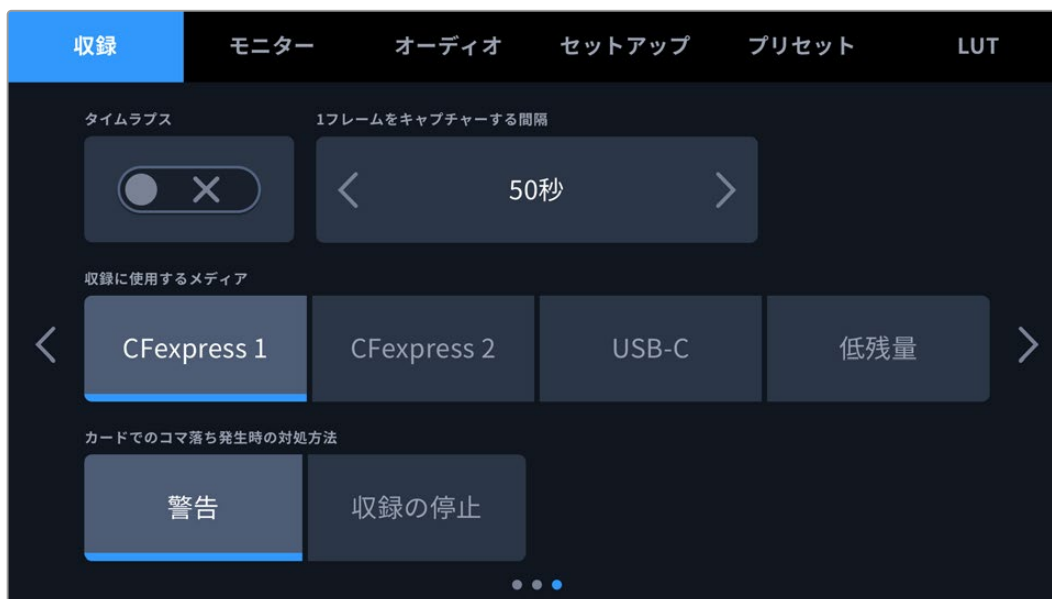 収録 モニター オーディオ セットアップ プリセット LUT
タイムラプス 1フレームをキャプチャーする間隔
50秒
収録に使用するメディア
CFexpress 1 CFexpress 2 USB-C 低残量
カードでのコマ落ち発生時の対処方法
警告 収録の停止